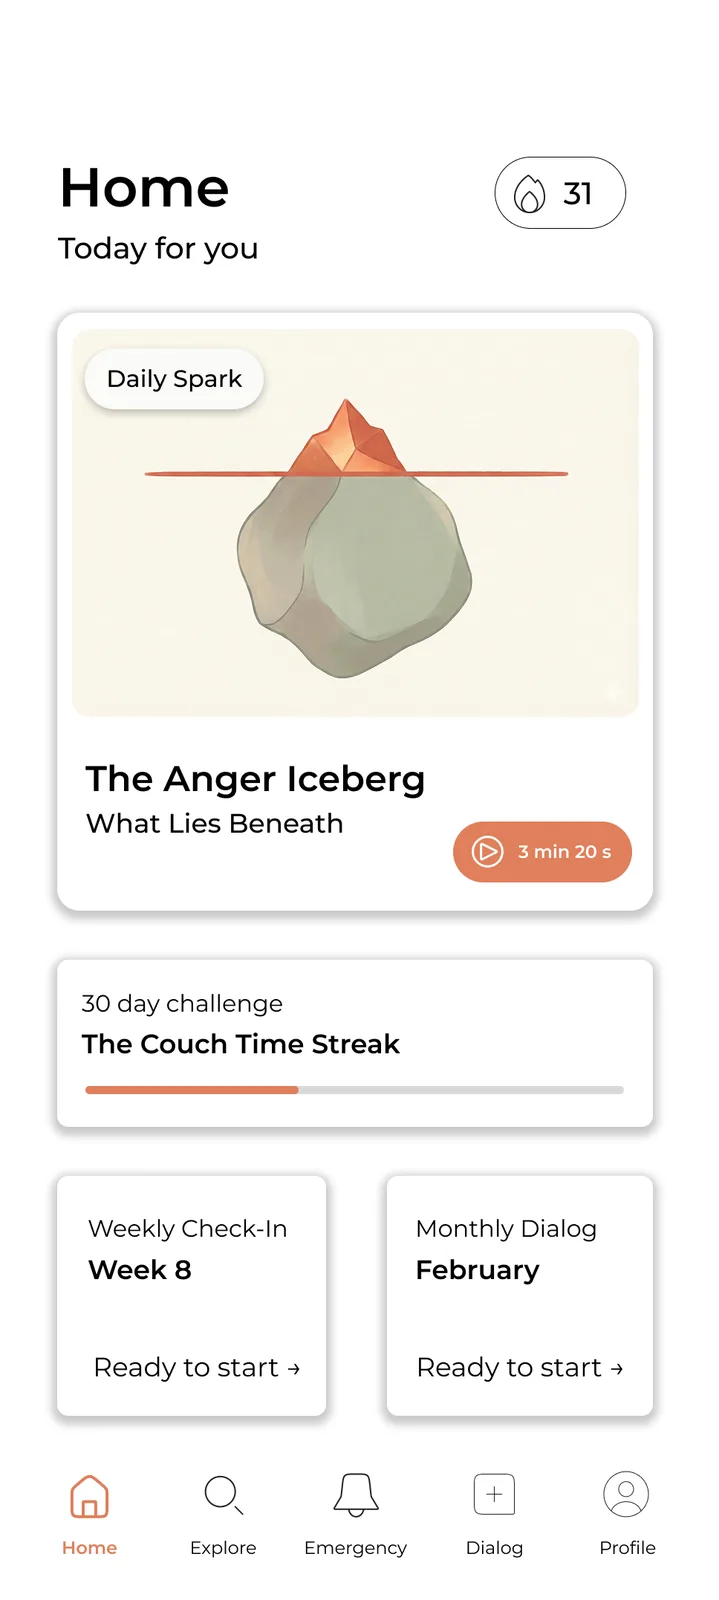 Home
31
Today for you
Daily Spark
The Anger Iceberg
What Lies Beneath
3 min 20 s
30 day challenge
The Couch Time Streak
Weekly Check-In
Week 8
Ready to start →
Monthly Dialog
February
Ready to start →
Home
Explore
Emergency
Dialog
Profile